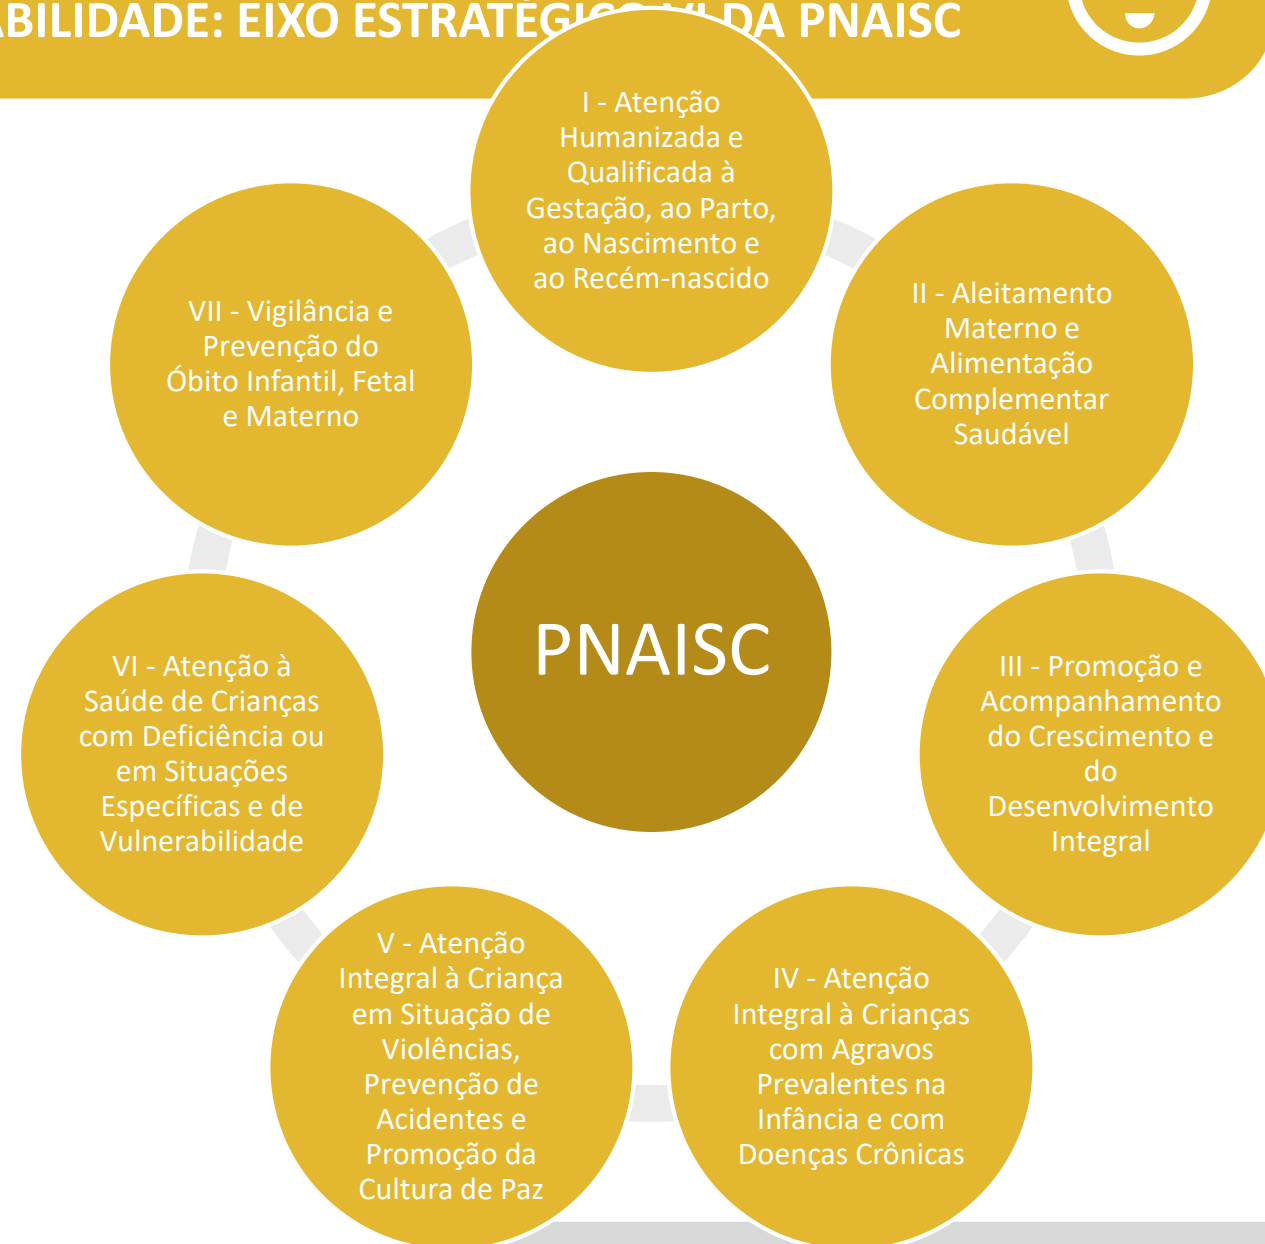 ABILIDADE: EIXO ESTRATÉGICO VI DA PNAISC
I - Atenção
Humanizada e
Qualificada à
Gestação, ao Parto,
ao Nascimento e
ao Recém-nascido
II - Aleitamento
Materno e
Alimentação
Complementar
Saudável
III - Promoção e
Acompanhamento
do Crescimento e
do
Desenvolvimento
Integral
IV - Atenção
Integral à Crianças
com Agravos
Prevalentes na
Infância e com
Doenças Crônicas
V - Atenção
Integral à Criança
em Situação de
Violências,
Prevenção de
Acidentes e
Promoção da
Cultura de Paz
VI - Atenção à
Saúde de Crianças
com Deficiência ou
em Situações
Específicas e de
Vulnerabilidade
VII - Vigilância e
Prevenção do
Óbito Infantil, Fetal
e Materno
PNAISC